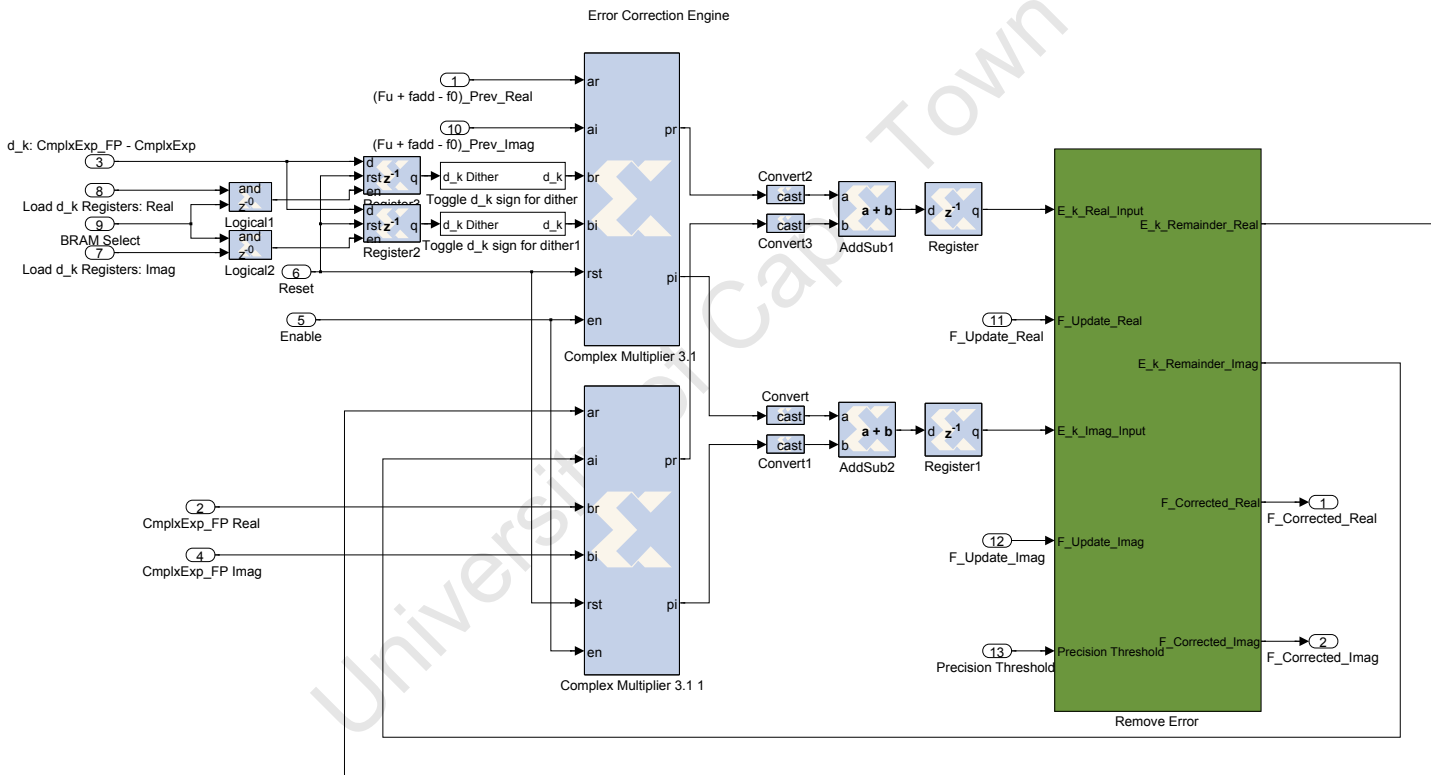 Error Correction Engine
1
(Fu + fadd - f0)_Prev_Real
10
(Fu + fadd - f0)_Prev_Imag
d_k: CmplxExp_FP - CmplxExp
3
8
Load d_k Registers: Real
9
BRAM Select
7
Load d_k Registers: Imag
and
z-0
Logical1
and
z-0
Logical2
d
rst z-1 q
en
Register3
d
rst z-1 q
en
Register2
d_k Dither d_k
Toggle d_k sign for dither
d_k Dither d_k
Toggle d_k sign for dither1
6
Reset
5
Enable
ar
ai
br
bi
rst
en
pr
pi
Complex Multiplier 3.1
2
CmplxExp_FP Real
4
CmplxExp_FP Imag
ar
ai
br
bi
rst
en
pr
pi
Complex Multiplier 3.1 1
Convert2
cast
cast
Convert3
a
b
a + b
AddSub1
d z-1 q
Register
Convert
cast
cast
Convert1
a
b
a + b
AddSub2
d z-1 q
Register1
11
F_Update_Real
12
F_Update_Imag
13
Precision Threshold
E_k_Real_Input
E_k_Remainder_Real
F_Update_Real
E_k_Remainder_Imag
E_k_Imag_Input
F_Corrected_Real
F_Update_Imag
F_Corrected_Imag
Precision Threshold
Remove Error
1
F_Corrected_Real
2
F_Corrected_Imag
University of Cape Town